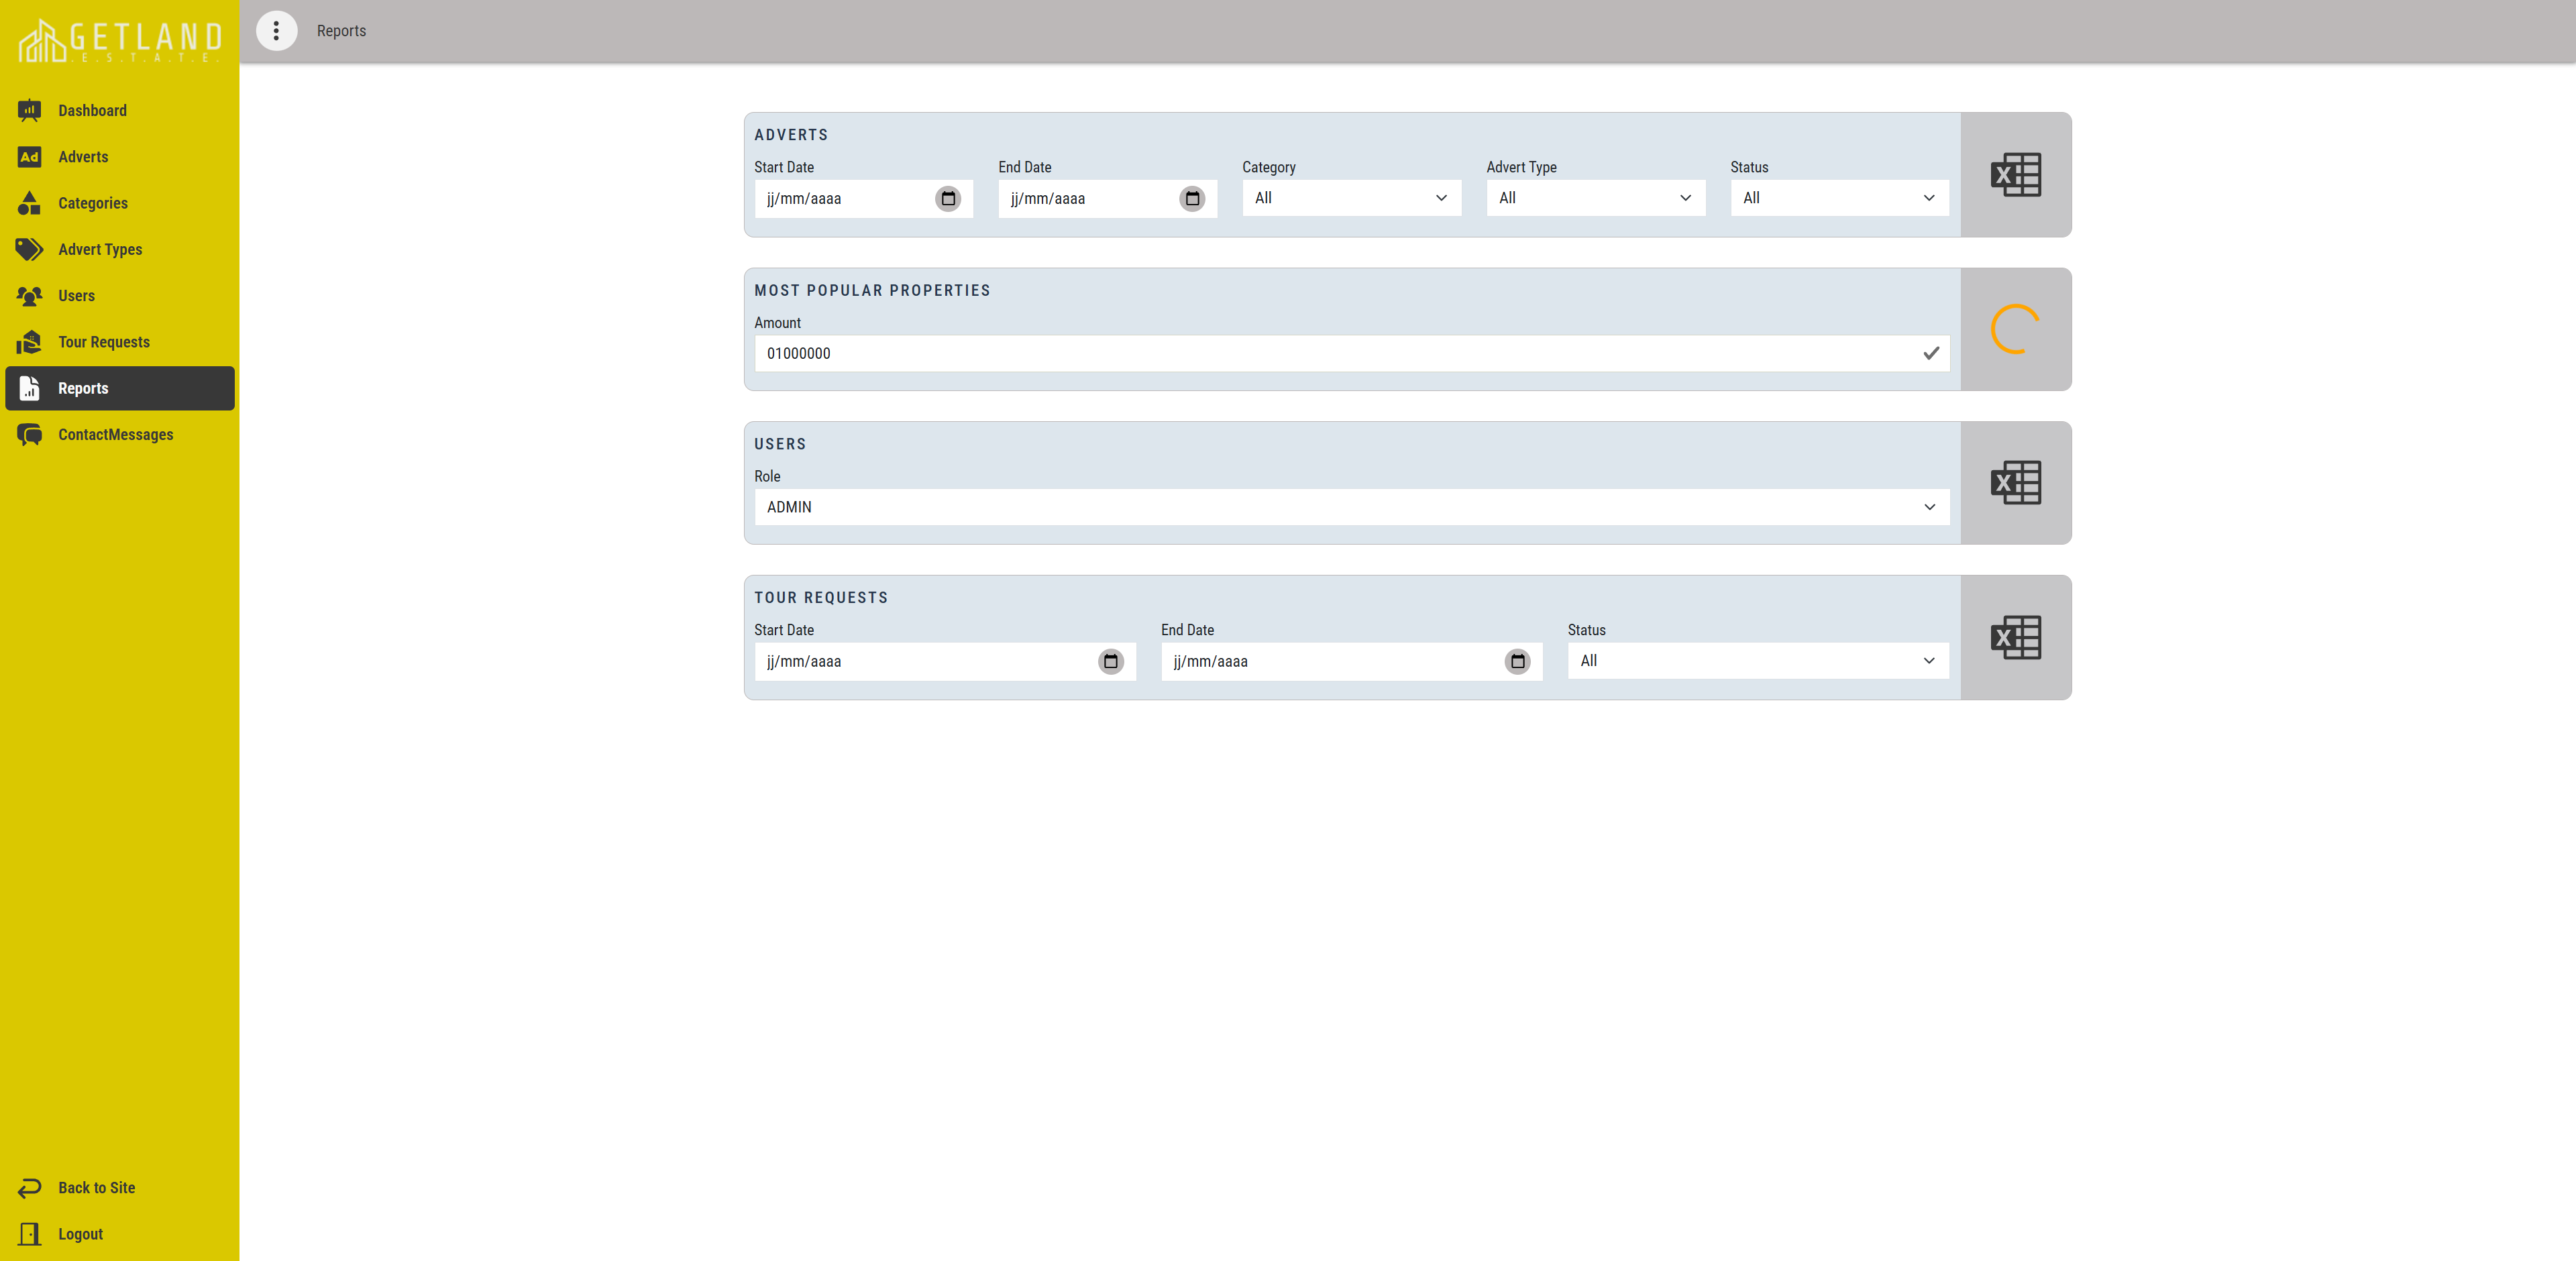 GETLAND
.E.S.T.A.T.E.
Reports
Dashboard
Ad
Adverts
Categories
Advert Types
Users
Tour Requests
Reports
ContactMessages
Back to Site
Logout
ADVERTS
Start Date
End Date
Category
Advert Type
Status
jj/mm/aaaa
jj/mm/aaaa
All
All
All
X
MOST POPULAR PROPERTIES
Amount
01000000
USERS
Role
ADMIN
X
TOUR REQUESTS
Start Date
End Date
Status
jj/mm/aaaa
jj/mm/aaaa
All
X